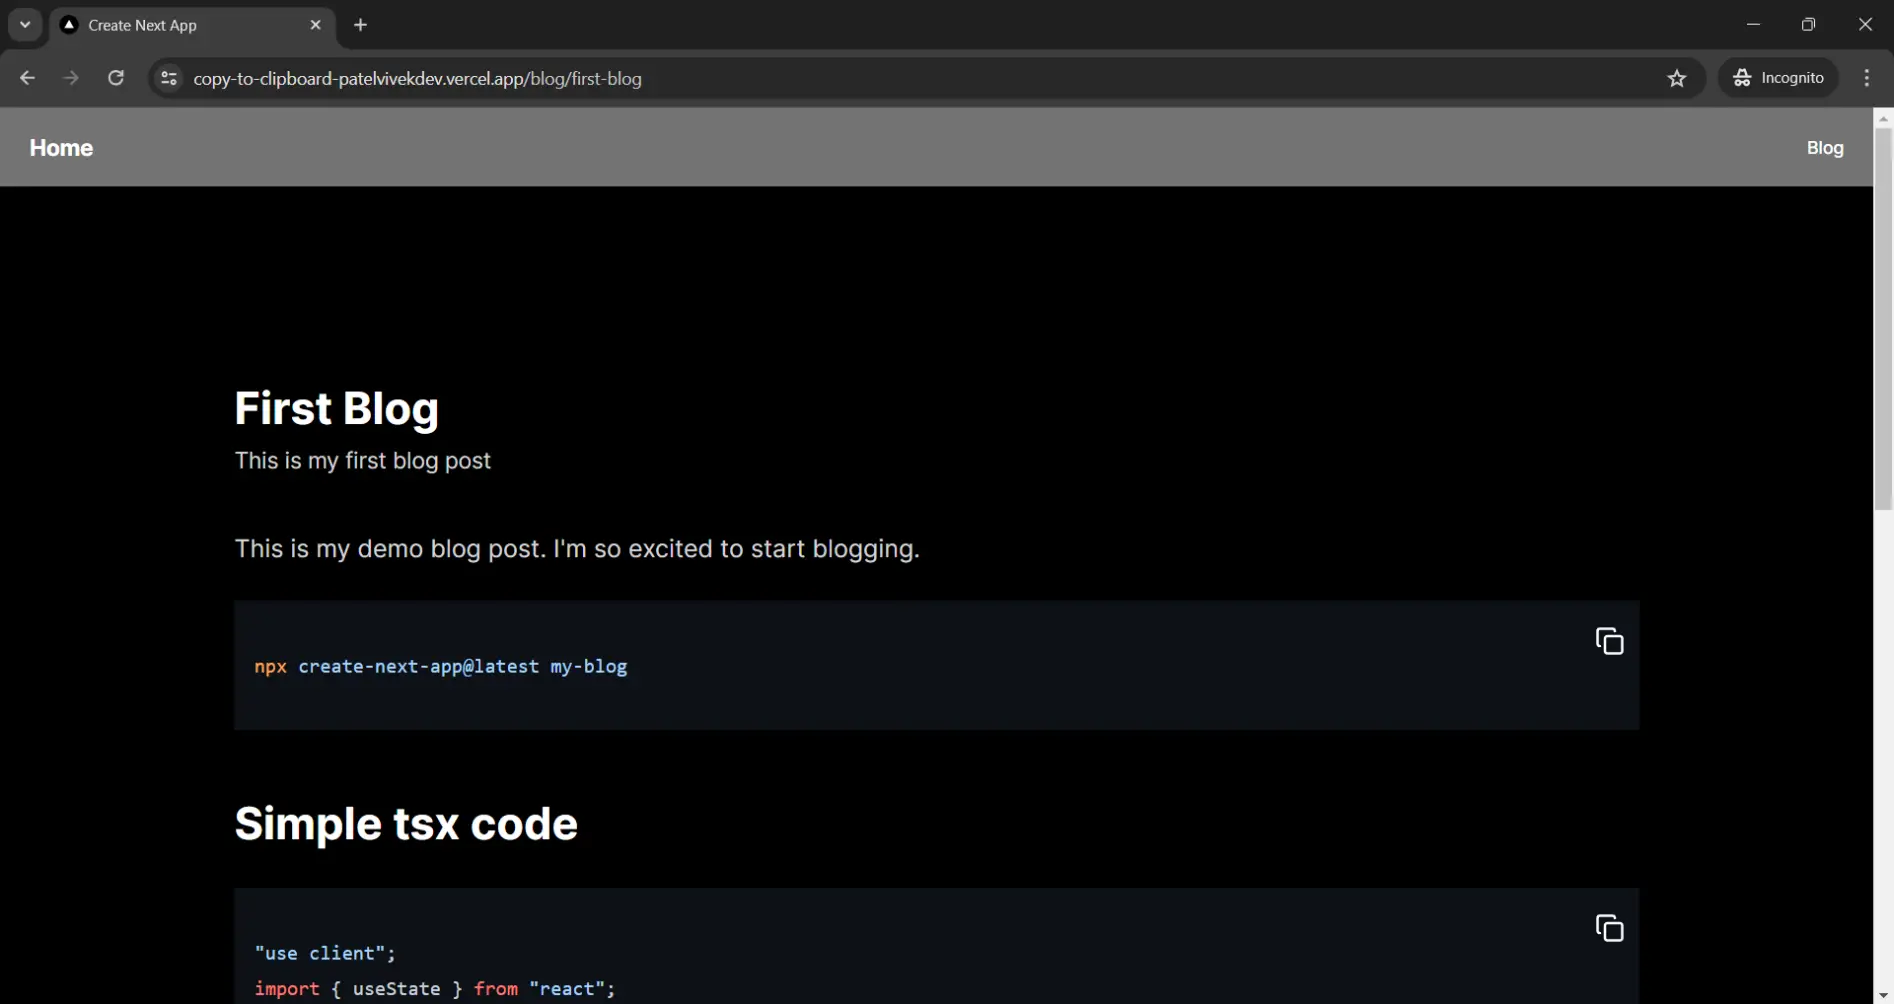 Create Next App
copy-to-clipboard-patelvivekdev.vercel.app/blog/first-blog
Incognito
Home
Blog
First Blog
This is my first blog post
This is my demo blog post. I'm so excited to start blogging.
npx create-next-app@latest my-blog
Simple tsx code
"use client";
import { useState } from "react";